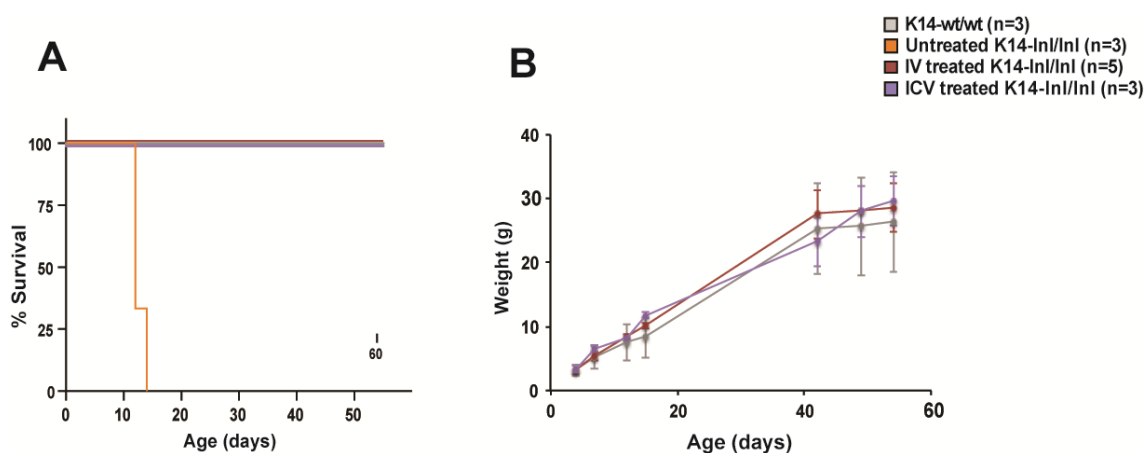 K14-wt/wt (n=3)
Untreated K14-lnl/lnl (n=3)
IV treated K14-lnl/lnl (n=5)
ICV treated K14-lnl/lnl (n=3)
A
B
% Survival
100
75
50
25
0
0 10 20 30 40 50
60
Age (days)
Weight (g)
40
30
20
10
0
0 20 40 60
Age (days)